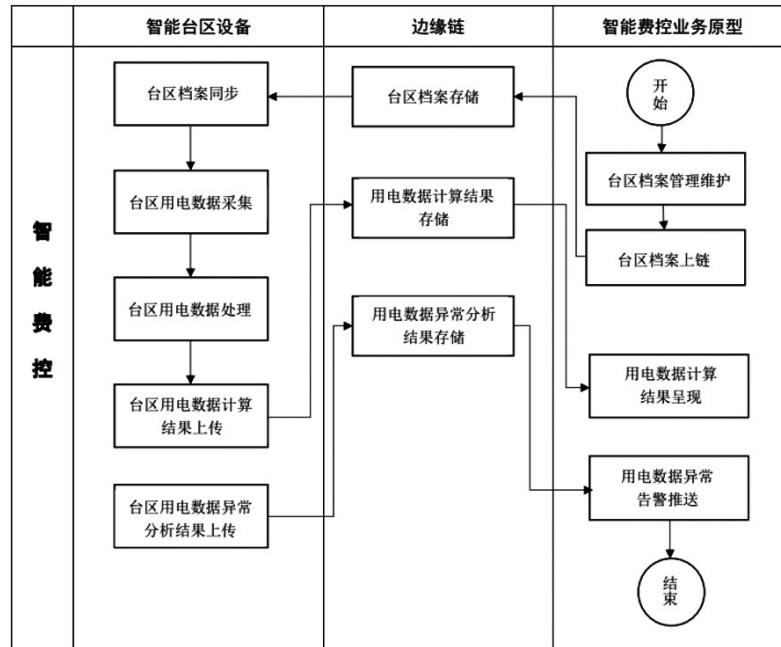 智能台区设备
边缘链
智能费控业务原型
智能费控
台区档案同步
台区用电数据采集
台区用电数据处理
台区用电数据计算
结果上传
台区用电数据异常
分析结果上传
台区档案存储
用电数据计算结果
存储
用电数据异常分析
结果存储
开始
台区档案管理维护
台区档案上链
用电数据计算
结果呈现
用电数据异常
告警推送
结束